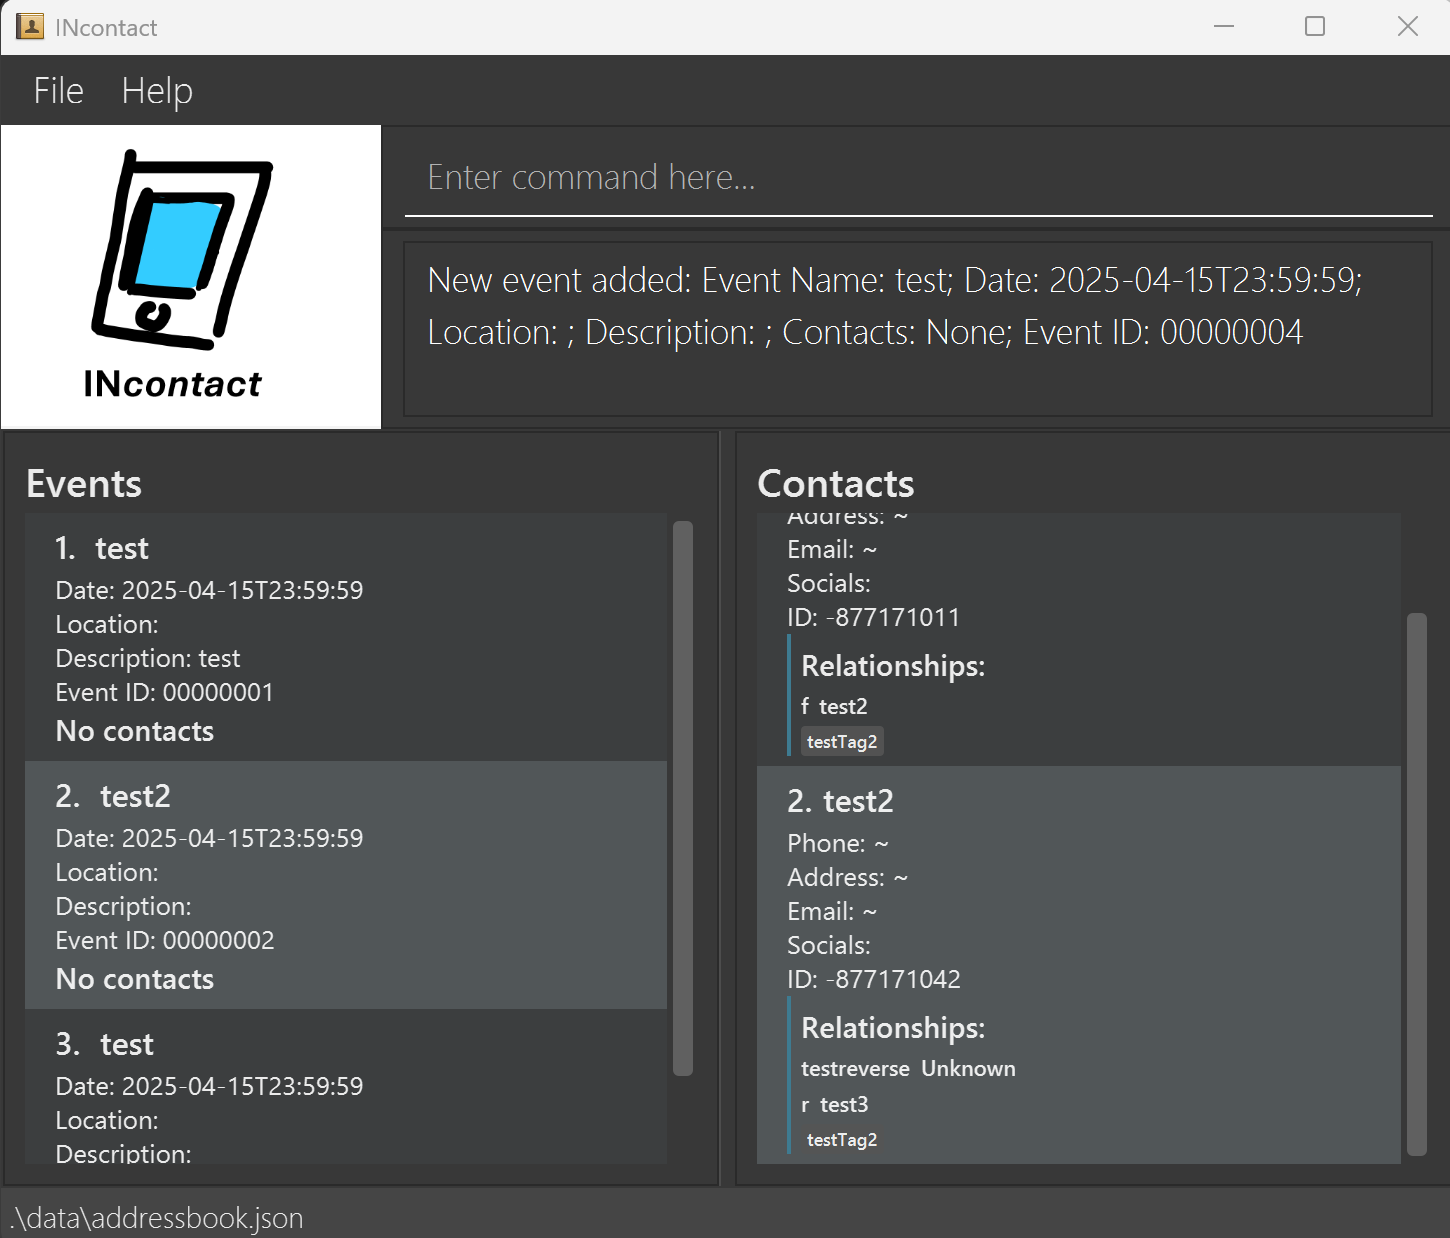 INcontact
File Help
INcontact
Enter command here...
New event added: Event Name: test; Date: 2025-04-15T23:59:59;
Location: ; Description: ; Contacts: None; Event ID: 00000004
Events
1. test
Date: 2025-04-15T23:59:59
Location:
Description: test
Event ID: 00000001
No contacts
2. test2
Date: 2025-04-15T23:59:59
Location:
Description:
Event ID: 00000002
No contacts
3. test
Date: 2025-04-15T23:59:59
Location:
Description:
Contacts
Address: ~
Email: ~
Socials:
ID: -877171011
Relationships:
f test2
testTag2
2. test2
Phone: ~
Address: ~
Email: ~
Socials:
ID: -877171042
Relationships:
testreverse Unknown
r test3
testTag2
.\data\addressbook.json